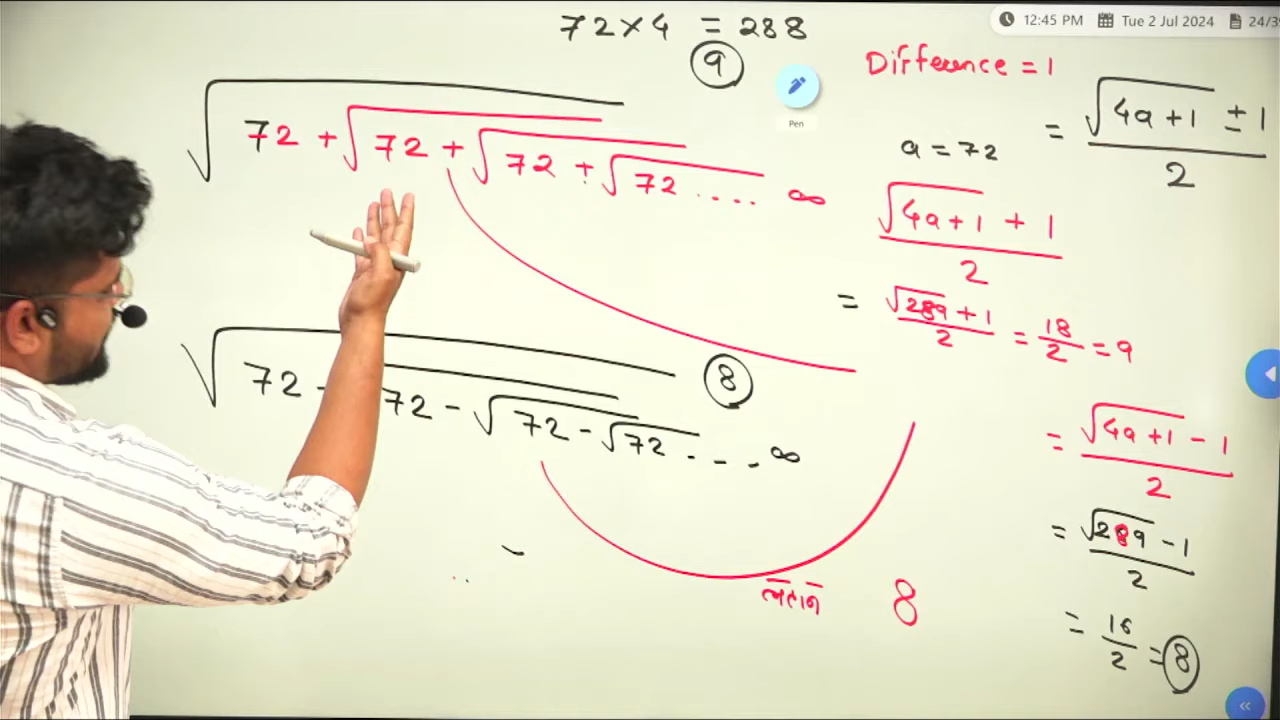 72 × 4 = 288
9
12:45 PM Tue 2 Jul 2024 24/3
Pen
√(72 + √(72 + √(72 + √72 .... ∞
Difference = 1
a = 72
= (√(4a+1) ± 1)/2
(√(4a+1) + 1)/2
= (√289 + 1)/2 = 18/2 = 9
√(72 - √(72 - √(72 - √72 . - - . ∞
8
= (√(4a+1) - 1)/2
= (√289 - 1)/2
= 16/2 = 8
8